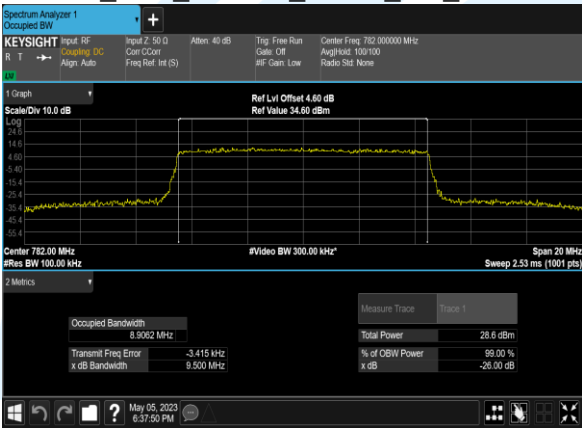 Spectrum Analyzer 1
Occupied BW
+
KEYSIGHT Input: RF Input Z: 50 Ω Atten: 40 dB Trig: Free Run Center Freq: 782.000000 MHz
R T Coupling: DC Corr CCorr Gate: Off Avg|Hold: 100/100
Align: Auto Freq Ref: Int (S) #IF Gain: Low Radio Std: None
LV
1 Graph
Ref Lvl Offset 4.60 dB
Scale/Div 10.0 dB Ref Value 34.60 dBm
Log
24.6
14.6
4.60
-5.40
-15.4
-25.4
-35.4
-45.4
-55.4
Center 782.00 MHz #Video BW 300.00 kHz* Span 20 MHz
#Res BW 100.00 kHz Sweep 2.53 ms (1001 pts)
2 Metrics
Measure Trace Trace 1
Occupied Bandwidth
8.9062 MHz Total Power 28.6 dBm
Transmit Freq Error -3.415 kHz % of OBW Power 99.00 %
x dB Bandwidth 9.500 MHz x dB -26.00 dB
?
May 05, 2023
6:37:50 PM